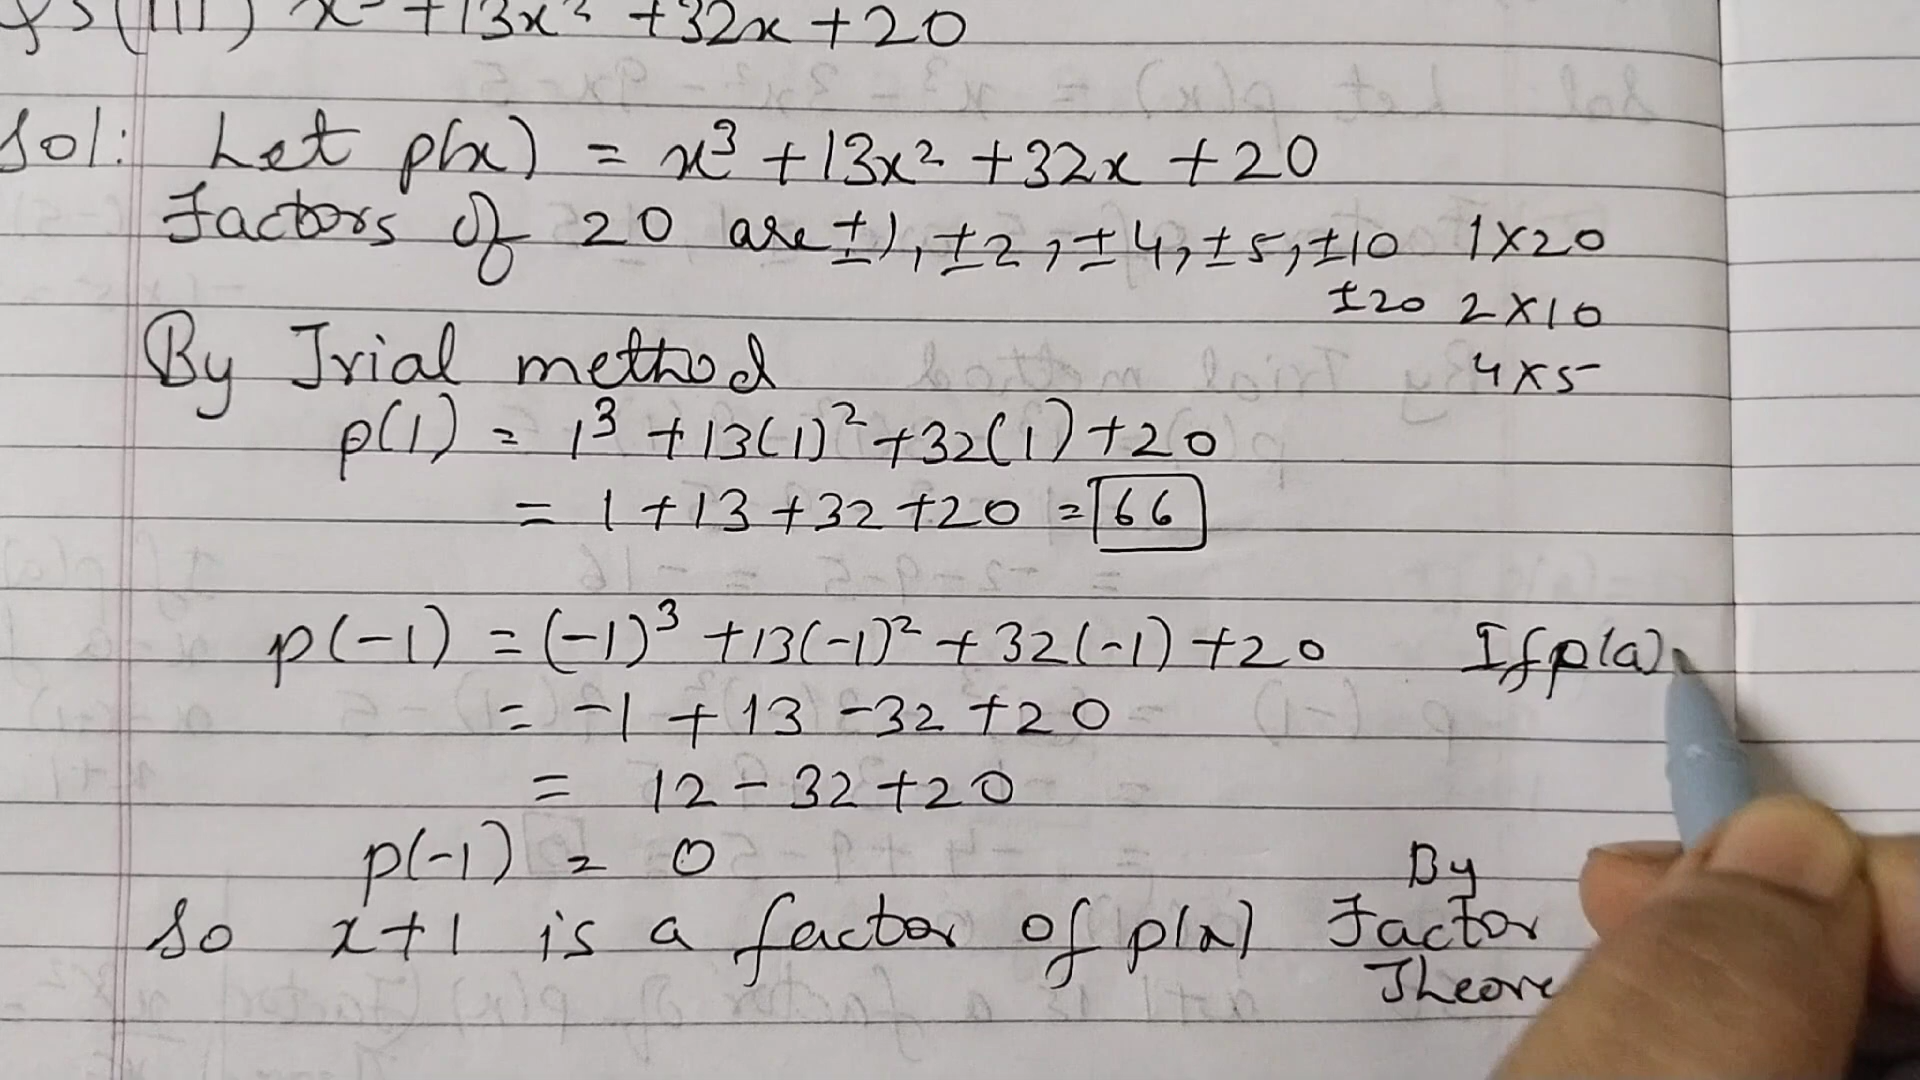 (iii) x³ + 13x² + 32x + 20
Sol: Let p(x) = x³ + 13x² + 32x + 20
Factors of 20 are ±1, ±2, ±4, ±5, ±10 1×20
±20 2×10
4×5
By Trial method
p(1) = 1³ + 13(1)² + 32(1) + 20
= 1 + 13 + 32 + 20 = 66
p(-1) = (-1)³ + 13(-1)² + 32(-1) + 20 If p(a)
= -1 + 13 - 32 + 20
= 12 - 32 + 20
p(-1) = 0
So x+1 is a factor of p(x) By
Factor
Theore